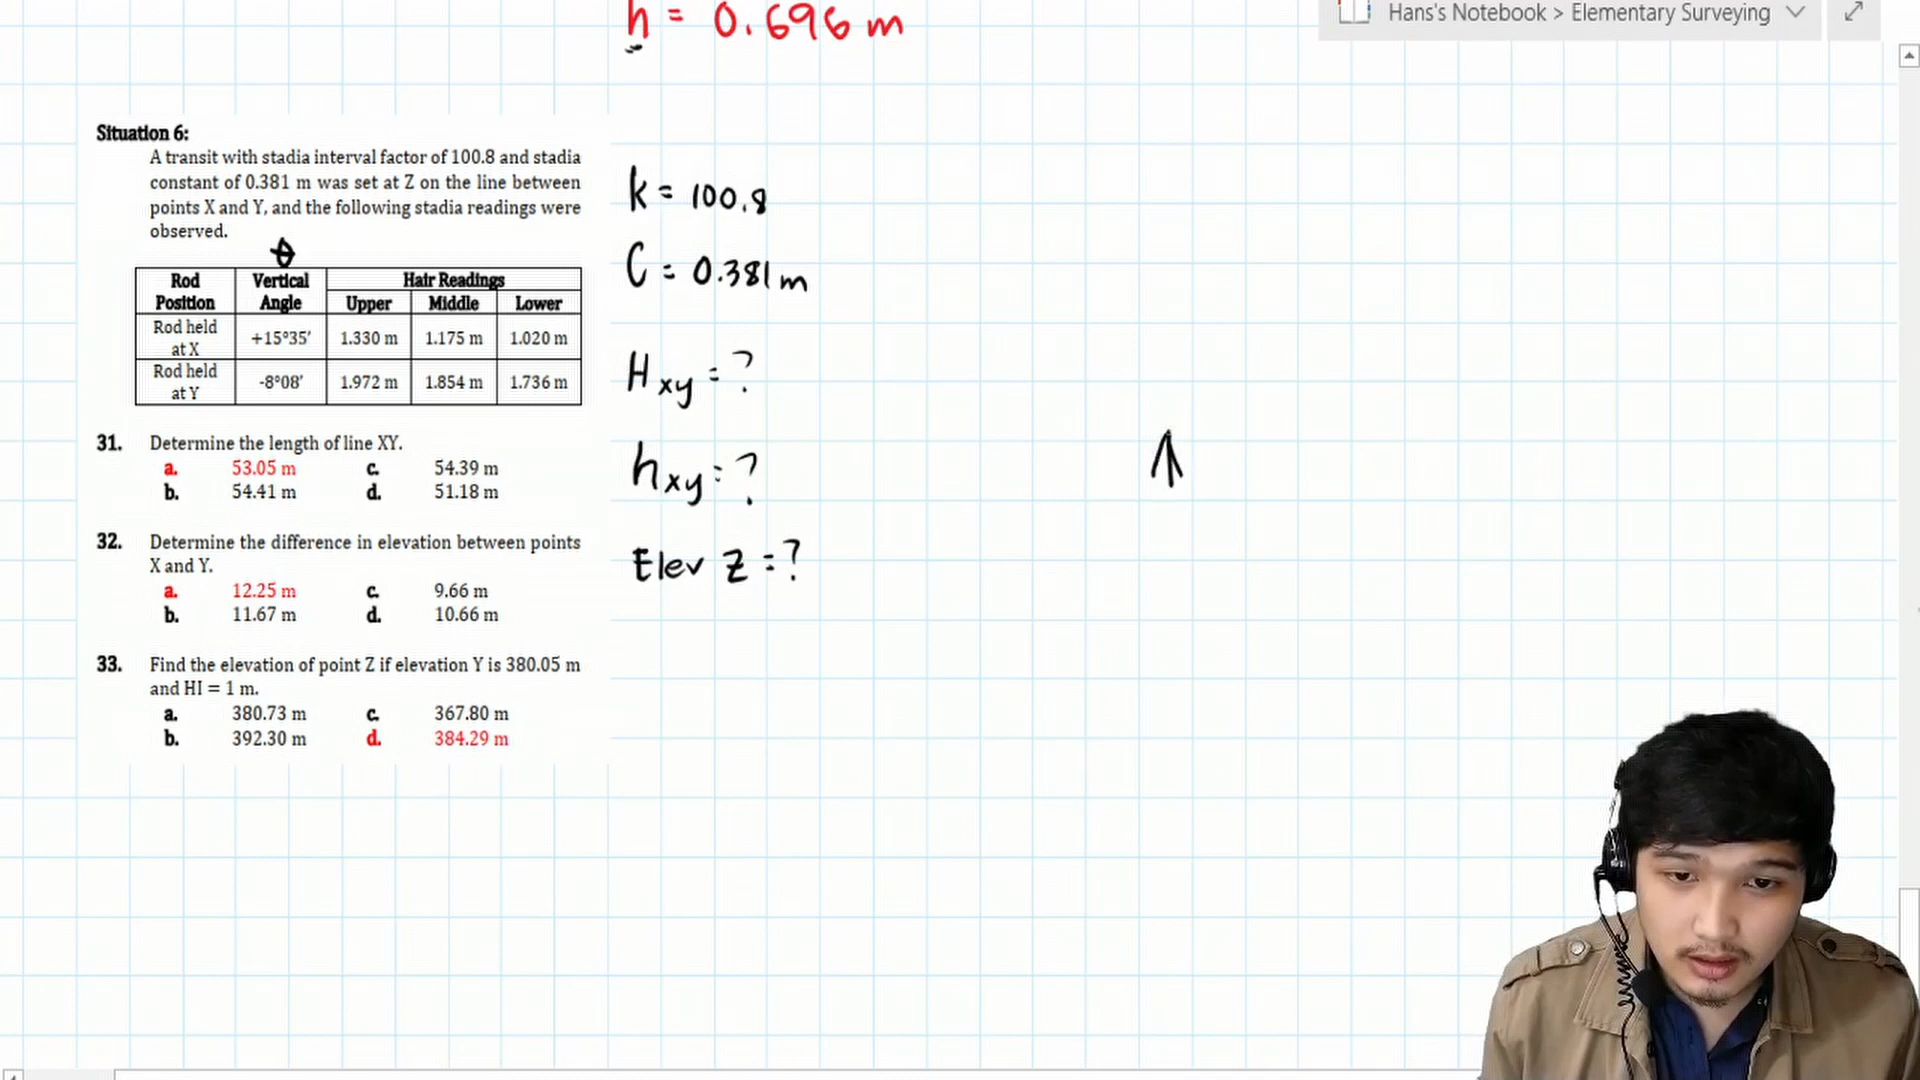 h = 0.696 m
Hans's Notebook > Elementary Surveying
Situation 6:
A transit with stadia interval factor of 100.8 and stadia
constant of 0.381 m was set at Z on the line between
points X and Y, and the following stadia readings were
observed.
θ
Rod Position | Vertical Angle | Hair Readings
Upper | Middle | Lower
Rod held at X | +15°35' | 1.330 m | 1.175 m | 1.020 m
Rod held at Y | -8°08' | 1.972 m | 1.854 m | 1.736 m
31. Determine the length of line XY.
a. 53.05 m c. 54.39 m
b. 54.41 m d. 51.18 m
32. Determine the difference in elevation between points
X and Y.
a. 12.25 m c. 9.66 m
b. 11.67 m d. 10.66 m
33. Find the elevation of point Z if elevation Y is 380.05 m
and HI = 1 m.
a. 380.73 m c. 367.80 m
b. 392.30 m d. 384.29 m
k = 100.8
C = 0.381 m
Hxy = ?
hxy = ?
Elev Z = ?